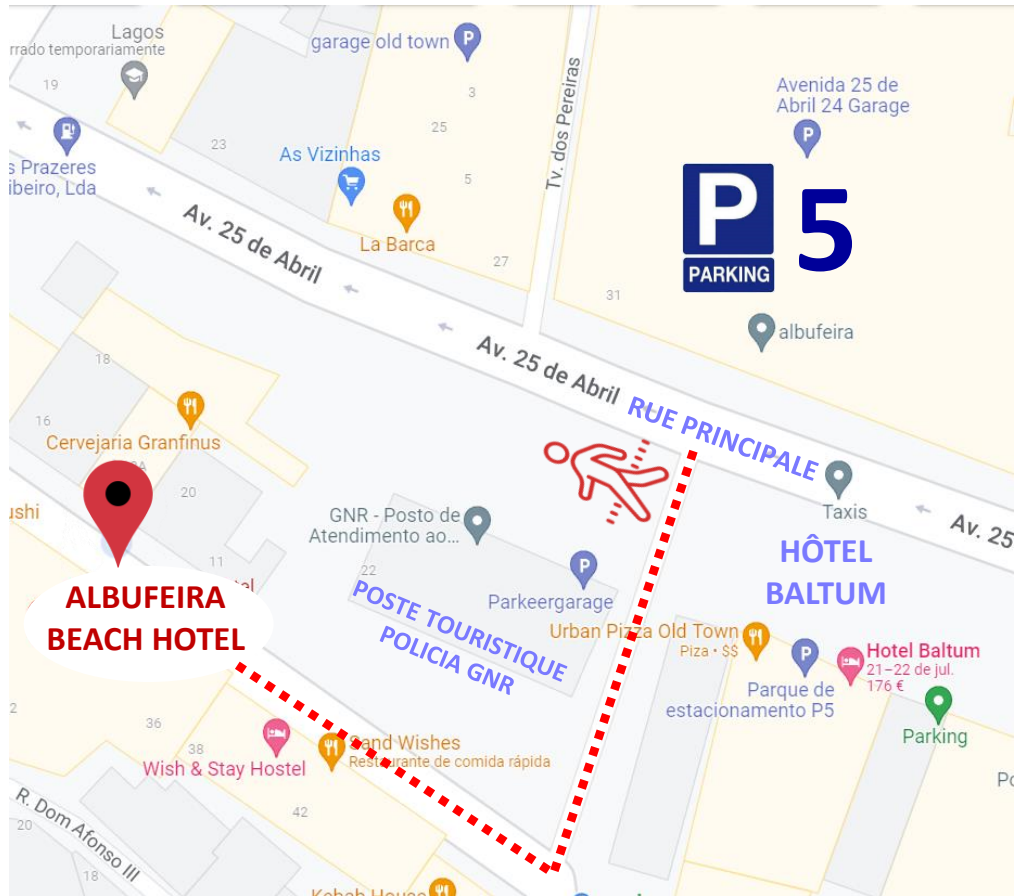 Lagos
rrado temporariamente
garage old town
19
3
25
23
5
27
Tv. dos Pereiras
Avenida 25 de
Abril 24 Garage
P
PARKING
5
s Prazeres
ibeiro, Lda
As Vizinhas
La Barca
Av. 25 de Abril
31
albufeira
Av. 25 de Abril
RUE PRINCIPALE
Taxis
Av. 25
18
16
Cervejaria Granfinus
20
ushi
11
GNR - Posto de
Atendimento ao...
22
Parkeergarage
POSTE TOURISTIQUE
POLICIA GNR
HÔTEL
BALTUM
ALBUFEIRA
BEACH HOTEL
Urban Pizza Old Town
Piza • $$
Hotel Baltum
21–22 de jul.
176 €
Parque de
estacionamento P5
Parking
36
38
42
Wish & Stay Hostel
Sand Wishes
Restaurante de comida rápida
R. Dom Afonso III
20
18
Kebab House